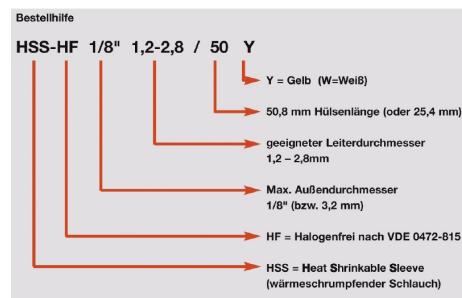 Bestellhilfe
HSS-HF 1/8" 1,2-2,8 / 50 Y
Y = Gelb (W=Weiß)
50,8 mm Hülsenlänge (oder 25,4 mm)
geeigneter Leiterdurchmesser
1,2 – 2,8mm
Max. Außendurchmesser
1/8" (bzw. 3,2 mm)
HF = Halogenfrei nach VDE 0472-815
HSS = Heat Shrinkable Sleeve
(wärmeschrumpfender Schlauch)